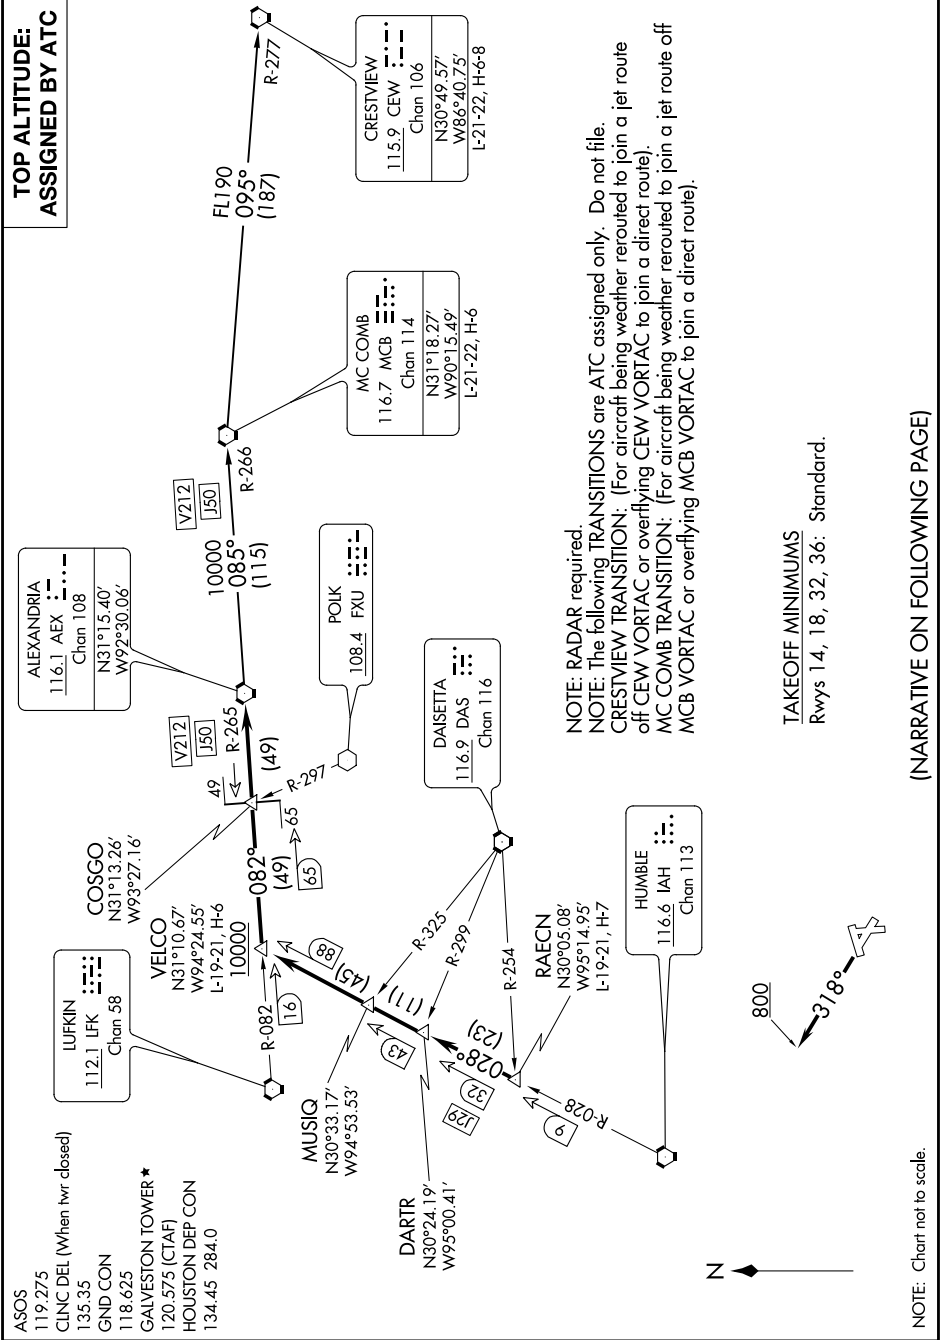 TOP ALTITUDE:
ASSIGNED BY ATC
ASOS
119.275
CLNC DEL (When twr closed)
135.35
GND CON
118.625
GALVESTON TOWER★
120.575 (CTAF)
HOUSTON DEP CON
134.45 284.0
LUFKIN
112.1 LFK
Chan 58
R-082
16
VELCO
N31°10.67'
W94°24.55'
L-19-21, H-6
10000
COSGO
N31°13.26'
W93°27.16'
082°
(49)
65
65
49
R-265
(49)
V212
J50
ALEXANDRIA
116.1 AEX
Chan 108
N31°15.40'
W92°30.06'
10000
085°
(115)
V212
J50
R-266
MC COMB
116.7 MCB
Chan 114
N31°18.27'
W90°15.49'
L-21-22, H-6
FL190
095°
(187)
R-277
CRESTVIEW
115.9 CEW
Chan 106
N30°49.57'
W86°40.75'
L-21-22, H-6-8
POLK
108.4 FXU
R-297
DAISETTA
116.9 DAS
Chan 116
R-325
R-299
R-254
88
(45)
MUSIQ
N30°33.17'
W94°53.53'
43
(11)
DARTR
N30°24.19'
W95°00.41'
32
J29
028°
(23)
RAECN
N30°05.08'
W95°14.95'
L-19-21, H-7
9
R-028
HUMBLE
116.6 IAH
Chan 113
NOTE: RADAR required.
NOTE: The following TRANSITIONS are ATC assigned only. Do not file.
CRESTVIEW TRANSITION: (For aircraft being weather rerouted to join a jet route
off CEW VORTAC or overflying CEW VORTAC to join a direct route).
MC COMB TRANSITION: (For aircraft being weather rerouted to join a jet route off
MCB VORTAC or overflying MCB VORTAC to join a direct route).
TAKEOFF MINIMUMS
Rwys 14, 18, 32, 36: Standard.
800
318°
N
(NARRATIVE ON FOLLOWING PAGE)
NOTE: Chart not to scale.